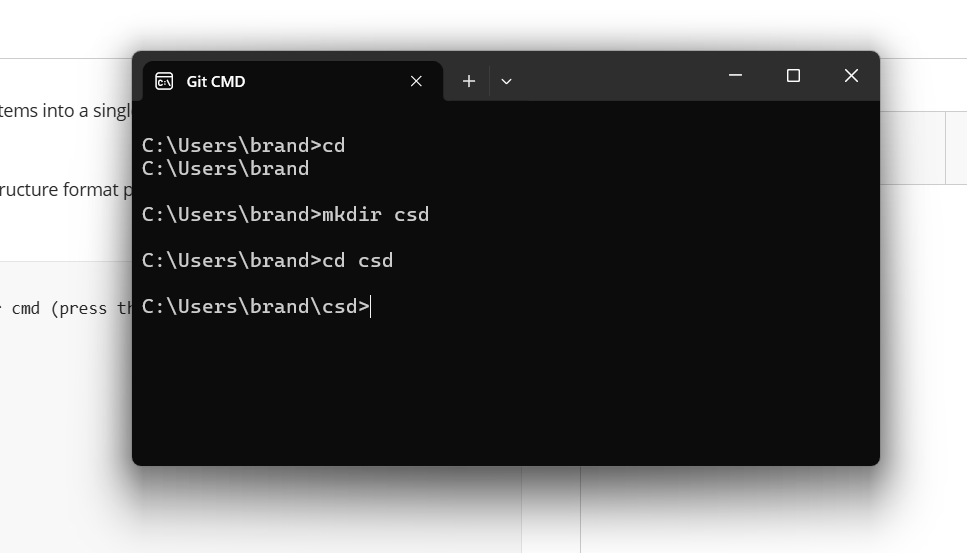 Git CMD
tems into a singl
C:\Users\brand>cd
C:\Users\brand
ructure format p
C:\Users\brand>mkdir csd
C:\Users\brand>cd csd
cmd (press th
C:\Users\brand\csd>